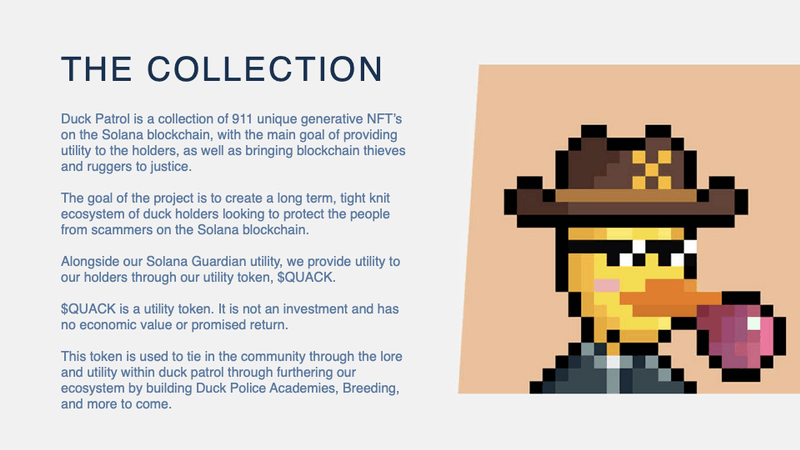 THE COLLECTION
Duck Patrol is a collection of 911 unique generative NFT's
on the Solana blockchain, with the main goal of providing
utility to the holders, as well as bringing blockchain thieves
and ruggers to justice.
The goal of the project is to create a long term, tight knit
ecosystem of duck holders looking to protect the people
from scammers on the Solana blockchain.
Alongside our Solana Guardian utility, we provide utility to
our holders through our utility token, $QUACK.
$QUACK is a utility token. It is not an investment and has
no economic value or promised return.
This token is used to tie in the community through the lore
and utility within duck patrol through furthering our
ecosystem by building Duck Police Academies, Breeding,
and more to come.